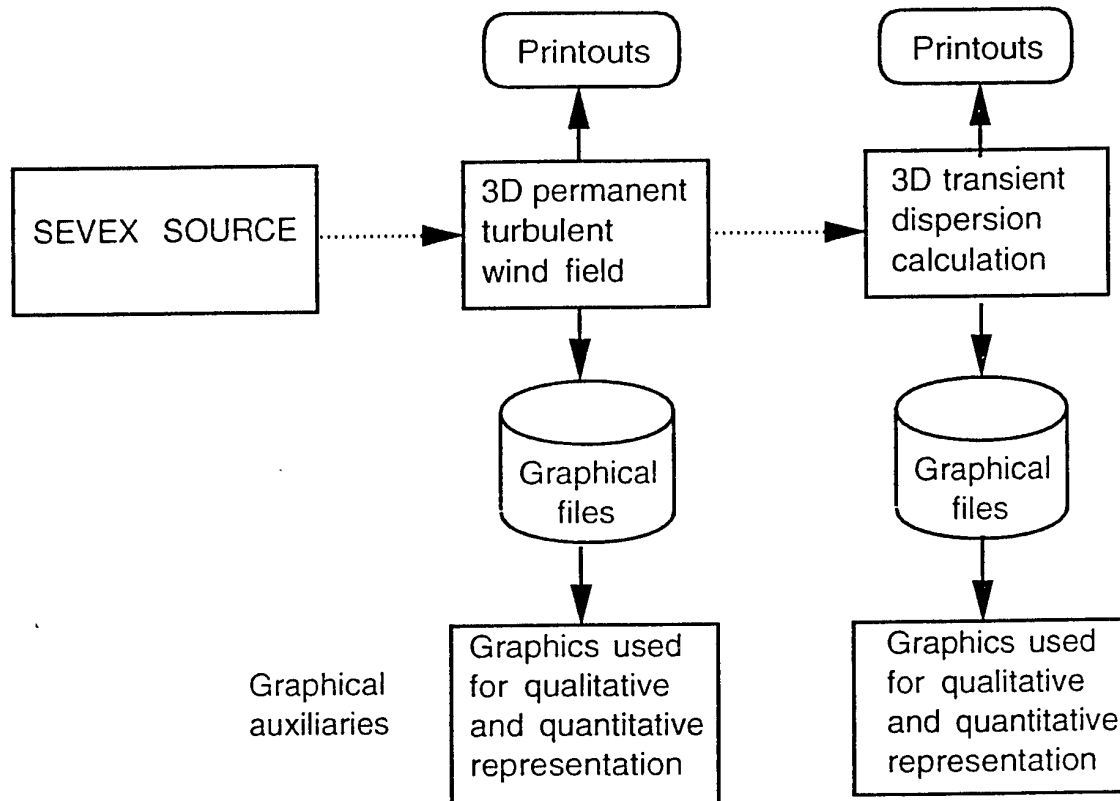 Printouts
Printouts
SEVEX SOURCE
3D permanent
turbulent
wind field
3D transient
dispersion
calculation
Graphical
files
Graphical
files
Graphical
auxiliaries
Graphics used
for qualitative
and quantitative
representation
Graphics used
for qualitative
and quantitative
representation